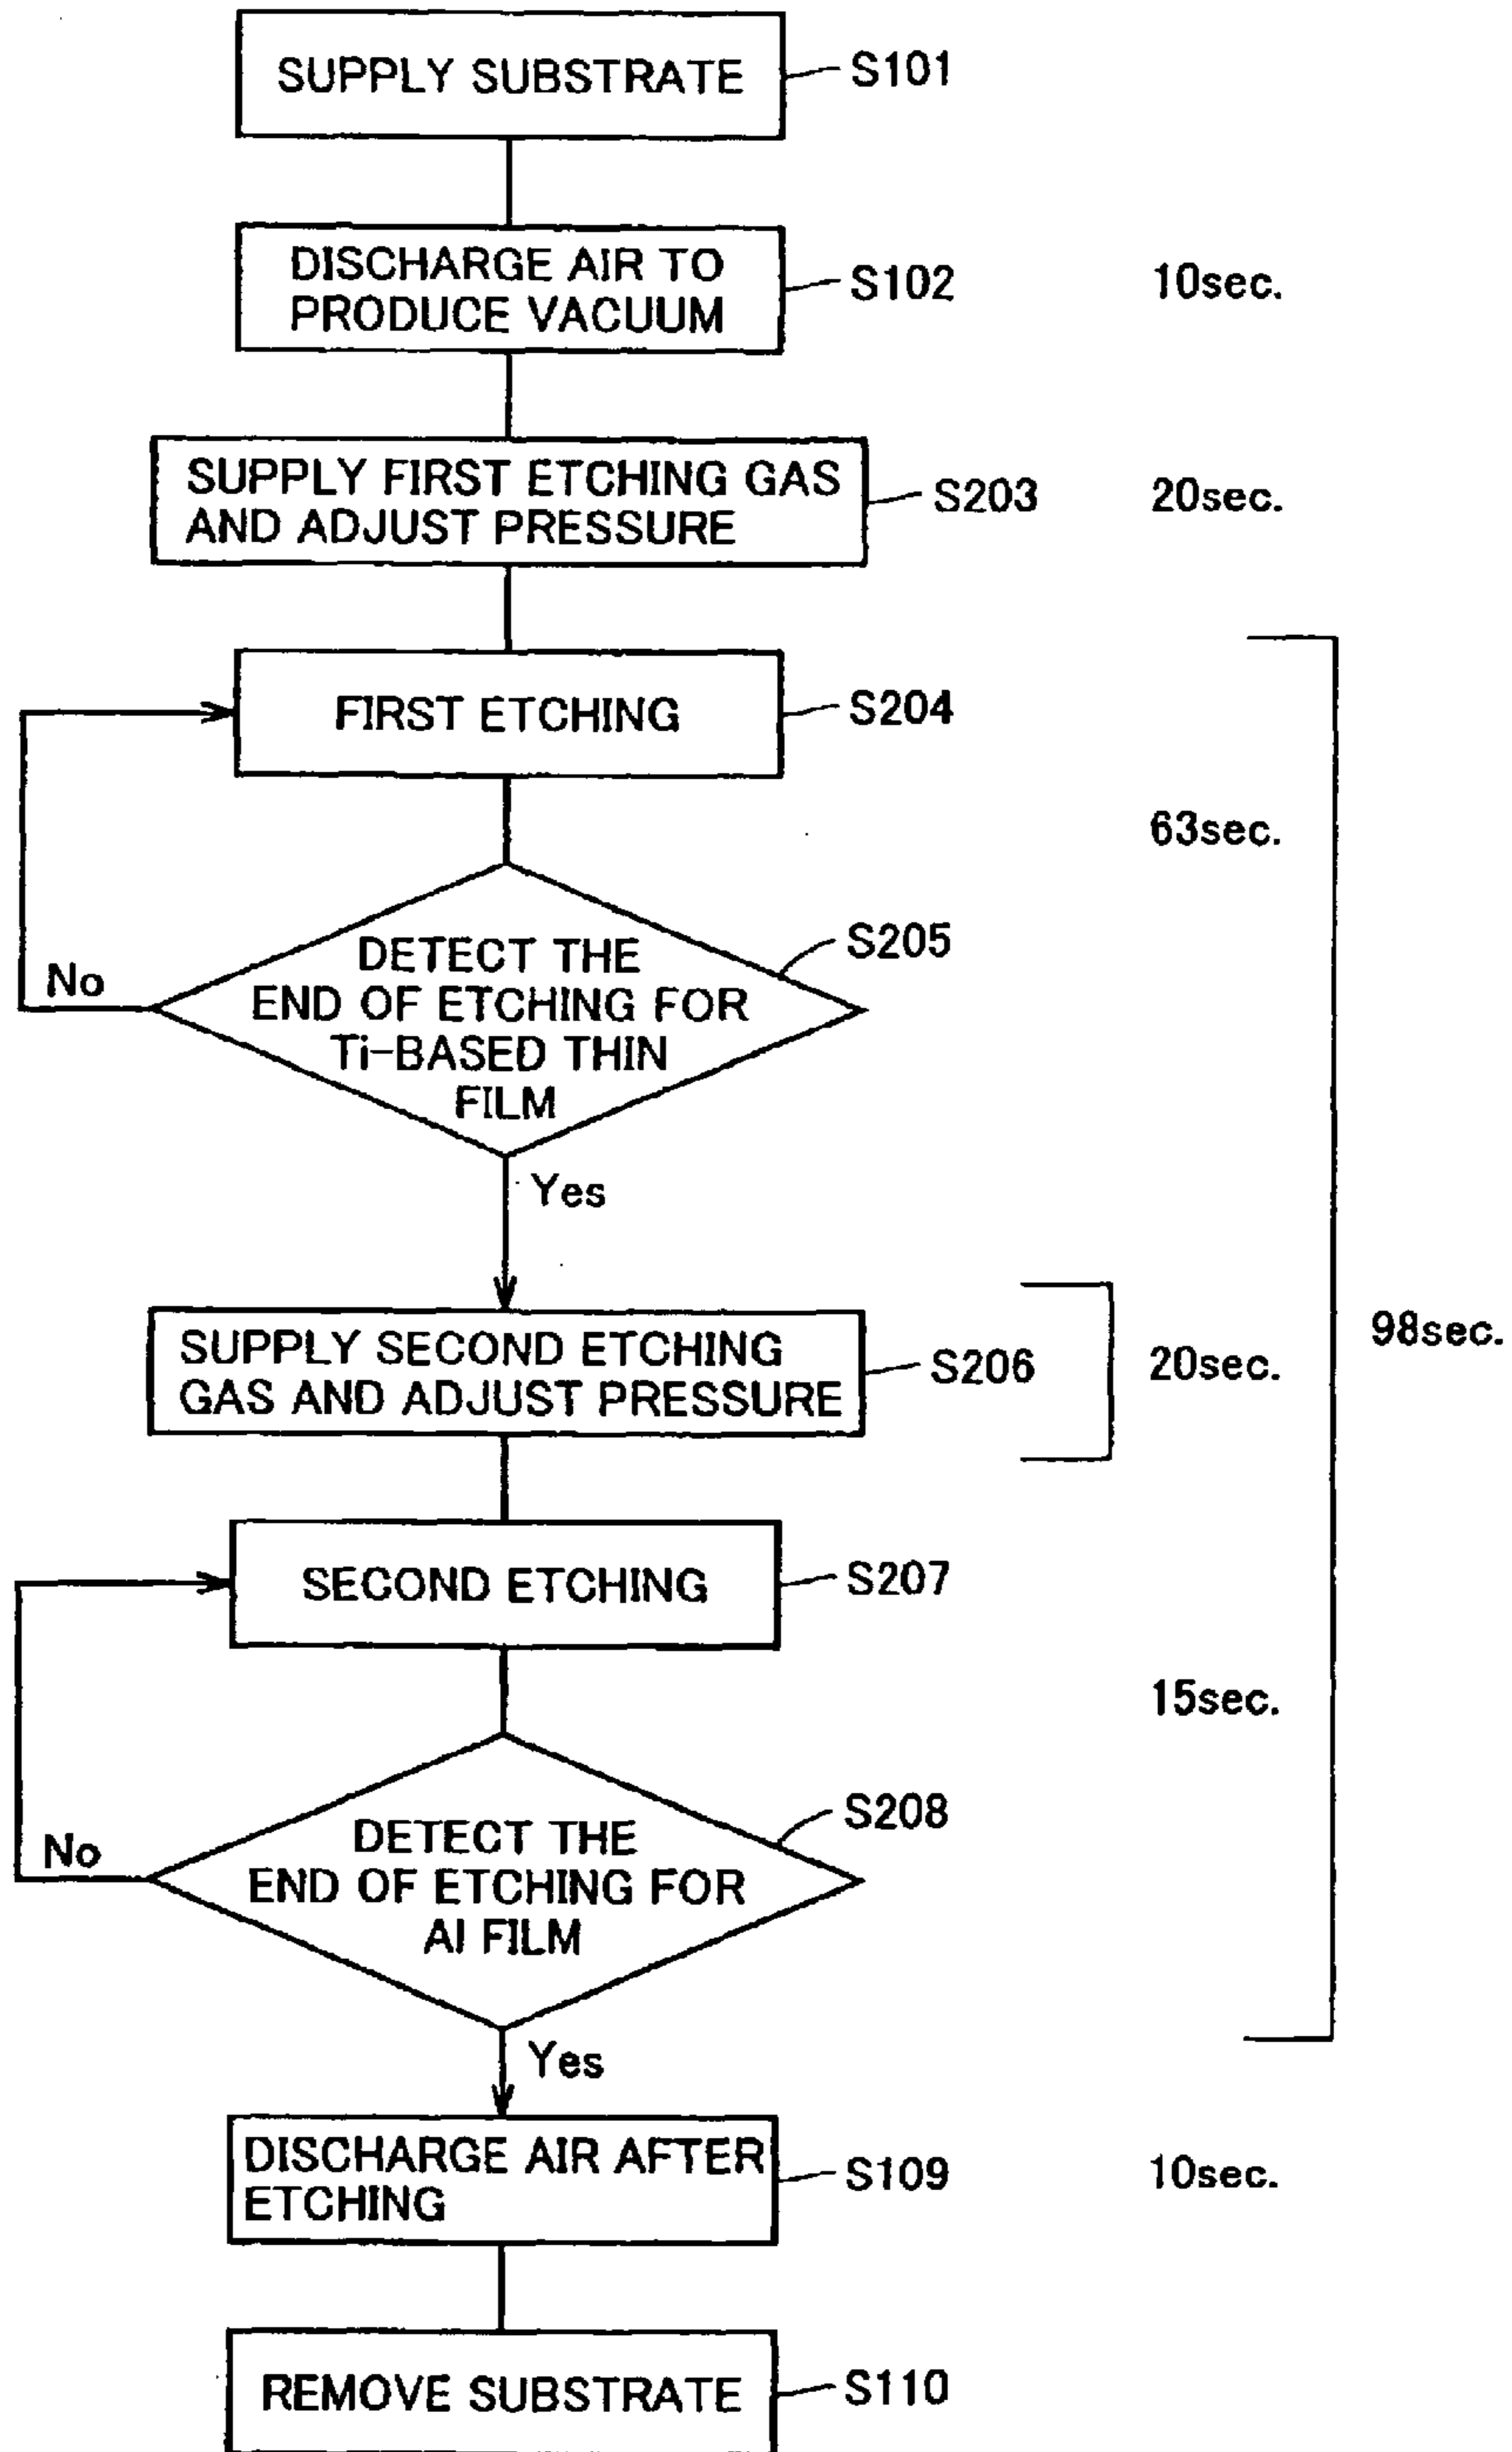 SUPPLY SUBSTRATE
S101
DISCHARGE AIR TO
PRODUCE VACUUM
S102
10sec.
SUPPLY FIRST ETCHING GAS
AND ADJUST PRESSURE
S203
20sec.
FIRST ETCHING
S204
63sec.
DETECT THE
END OF ETCHING FOR
Ti-BASED THIN
FILM
S205
No
Yes
SUPPLY SECOND ETCHING
GAS AND ADJUST PRESSURE
S206
20sec.
98sec.
SECOND ETCHING
S207
15sec.
DETECT THE
END OF ETCHING FOR
Al FILM
S208
No
Yes
DISCHARGE AIR AFTER
ETCHING
S109
10sec.
REMOVE SUBSTRATE
S110